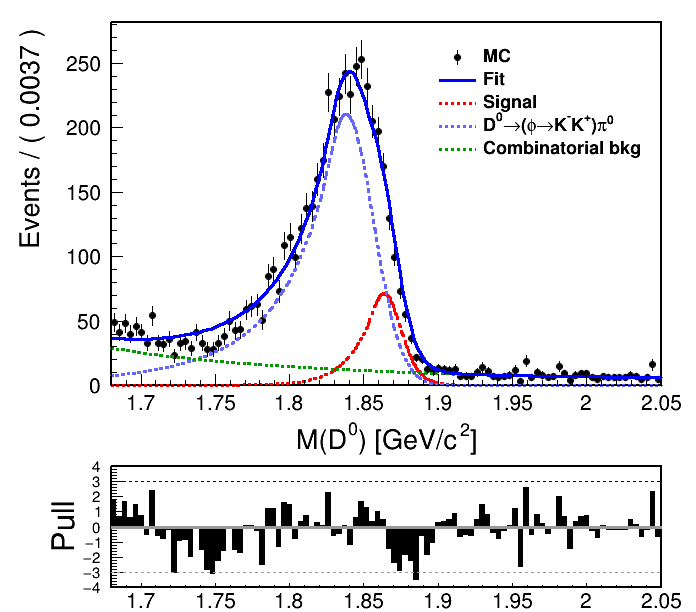 Events / ( 0.0037 )
250
200
150
100
50
0
MC
Fit
Signal
D⁰→(ϕ→K⁻K⁺)π⁰
Combinatorial bkg
1.7 1.75 1.8 1.85 1.9 1.95 2 2.05
M(D⁰) [GeV/c²]
Pull
4
3
2
1
0
−1
−2
−3
−4
1.7 1.75 1.8 1.85 1.9 1.95 2 2.05